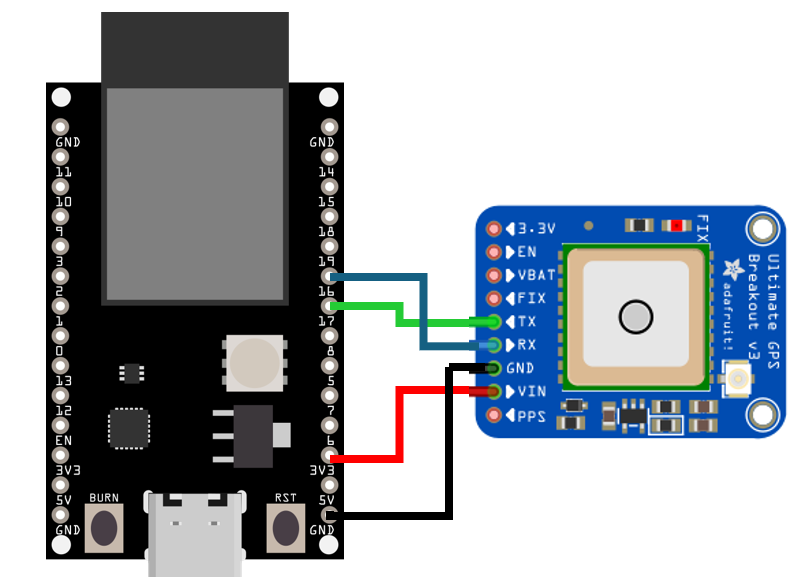 GND
11
10
9
3
2
1
0
13
12
EN
3V3
5V
GND
BURN
RST
GND
14
15
18
19
16
17
8
5
7
6
3V3
5V
GND
3.3V
EN
VBAT
FIX
TX
RX
GND
VIN
PPS
FIX
adafruit!
Ultimate GPS
Breakout v3